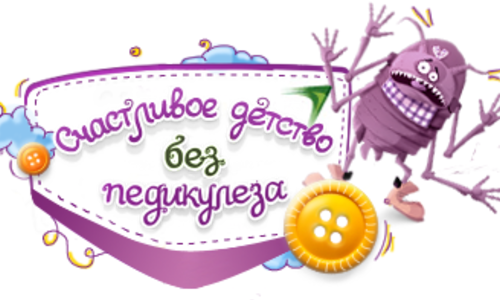 Счастливое детство
без
педикулеза